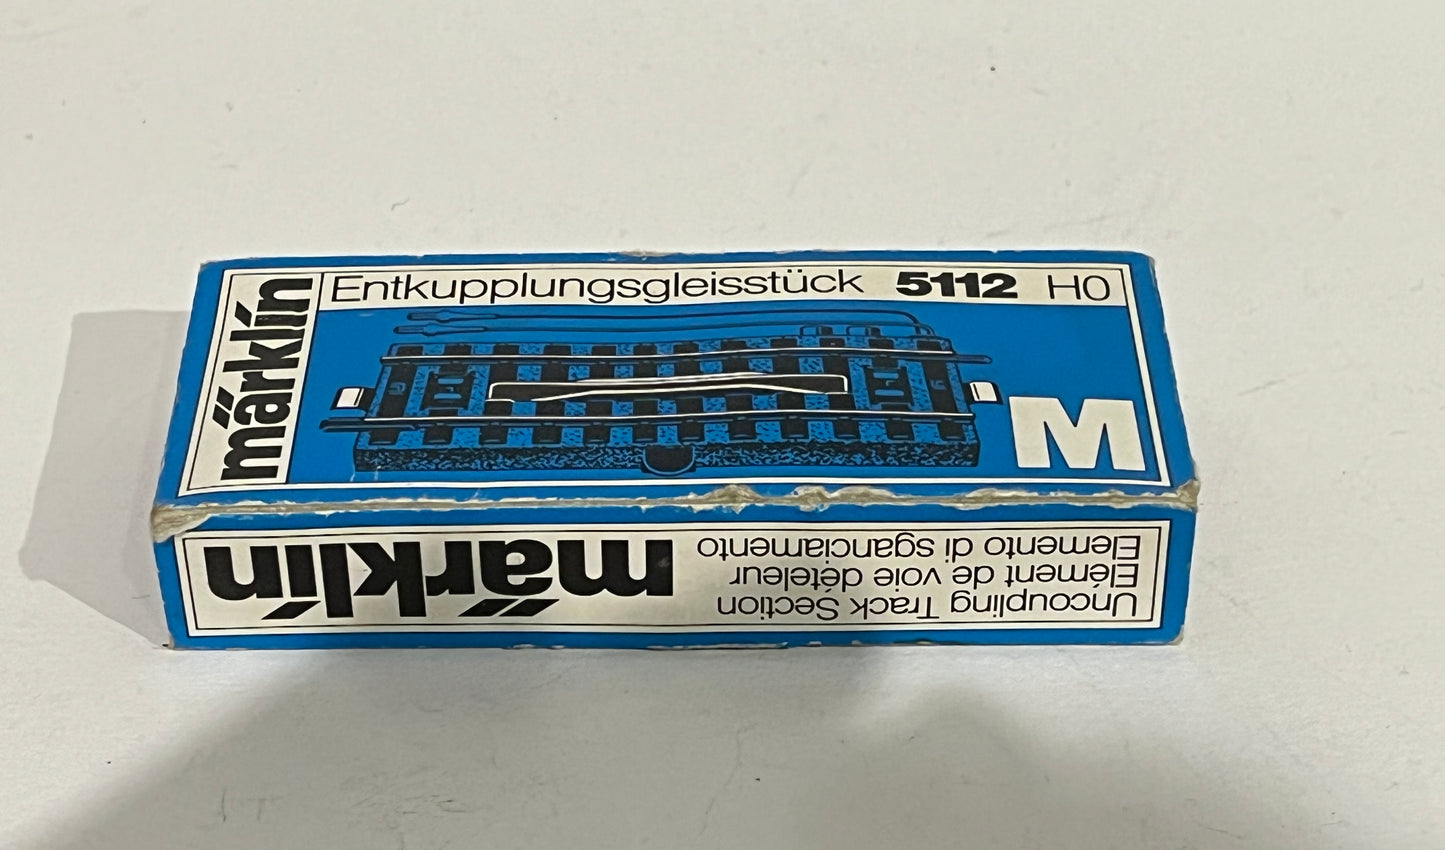 märklin
Entkupplungsgleisstück 5112 H0
M
märklin
Uncoupling Track Section
Elément de voie dételeur
Elemento di sganciamento